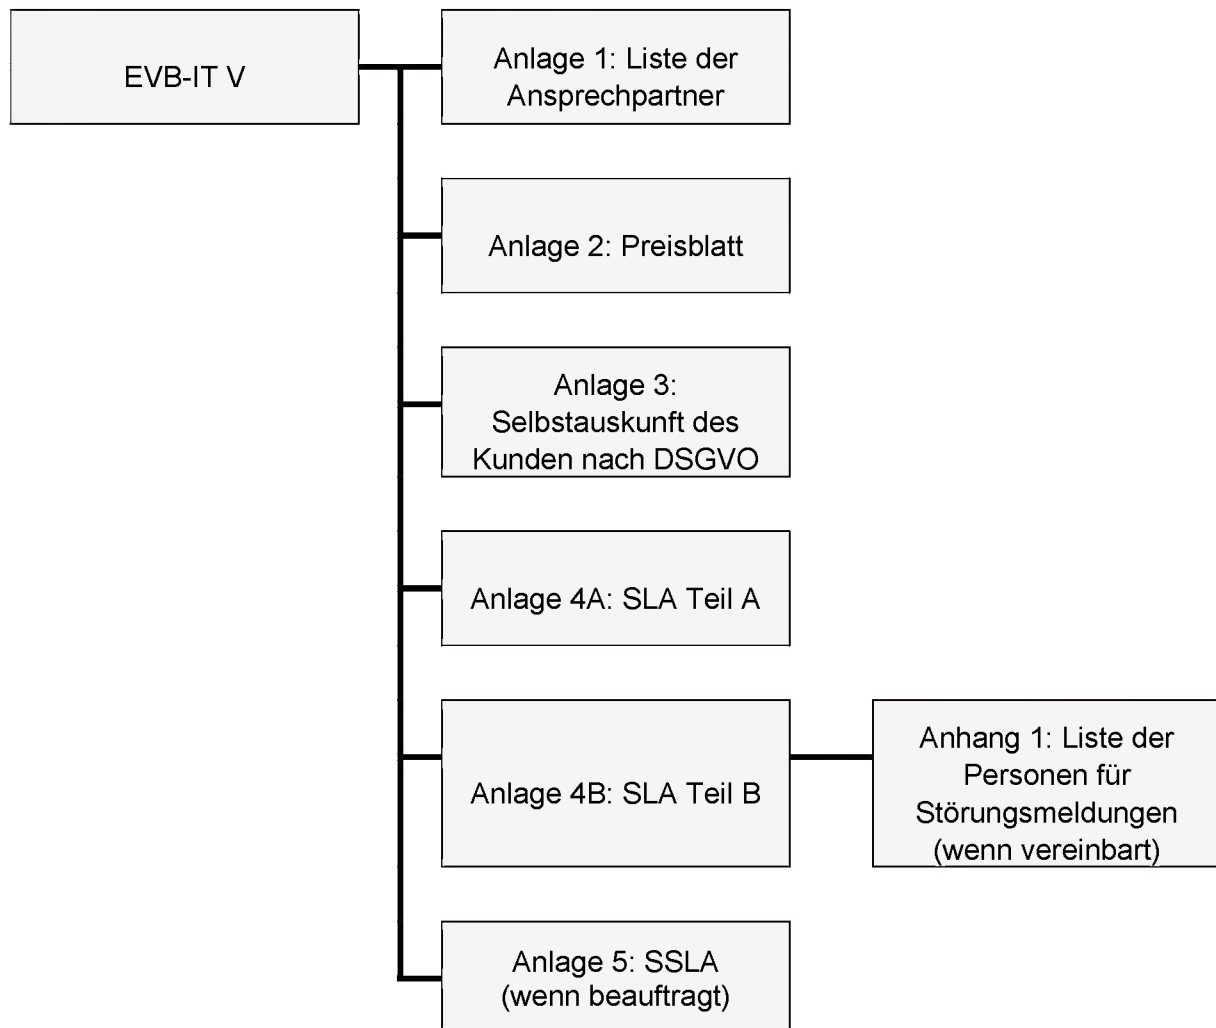 EVB-IT V
Anlage 1: Liste der
Ansprechpartner
Anlage 2: Preisblatt
Anlage 3:
Selbstauskunft des
Kunden nach DSGVO
Anlage 4A: SLA Teil A
Anlage 4B: SLA Teil B
Anhang 1: Liste der
Personen für
Störungsmeldungen
(wenn vereinbart)
Anlage 5: SSLA
(wenn beauftragt)